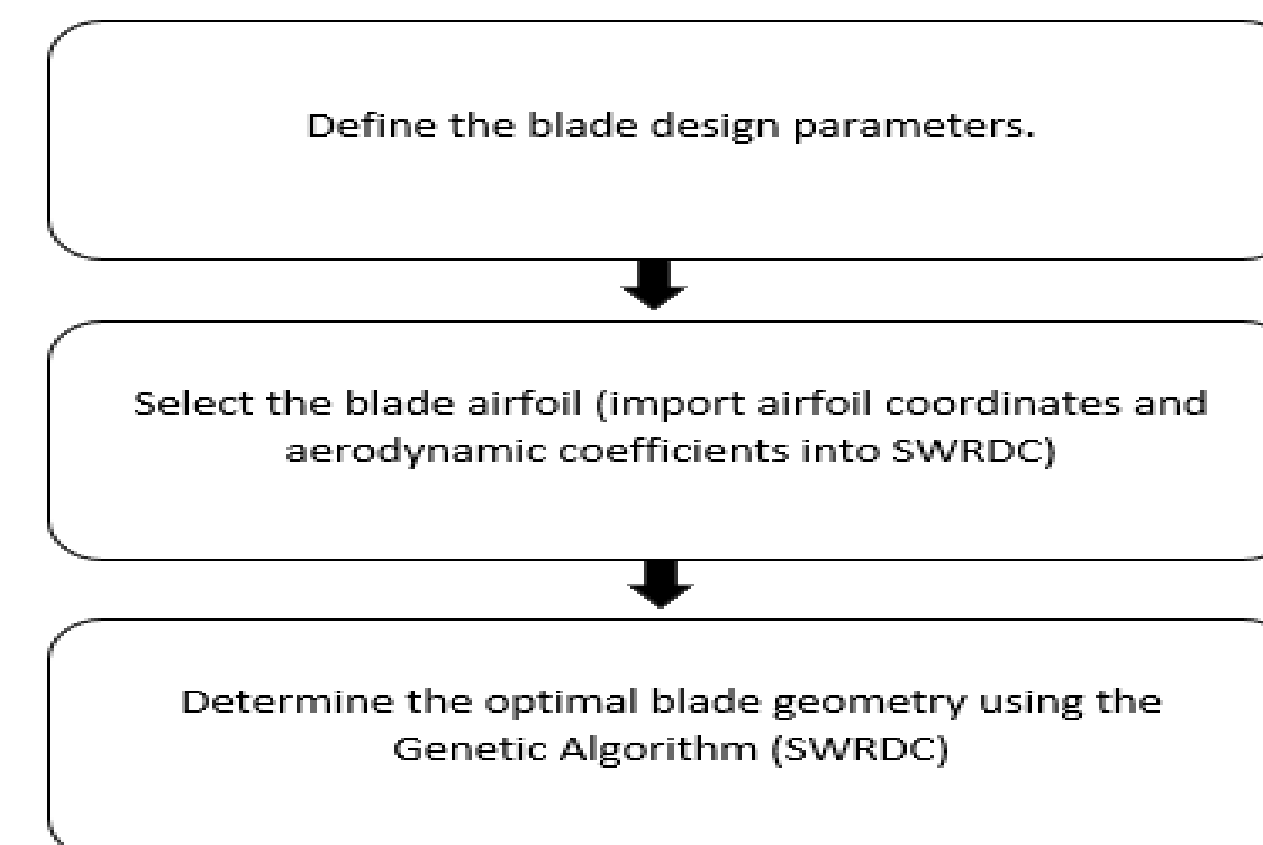 Define the blade design parameters.
Select the blade airfoil (import airfoil coordinates and
aerodynamic coefficients into SWRDC)
Determine the optimal blade geometry using the
Genetic Algorithm (SWRDC)